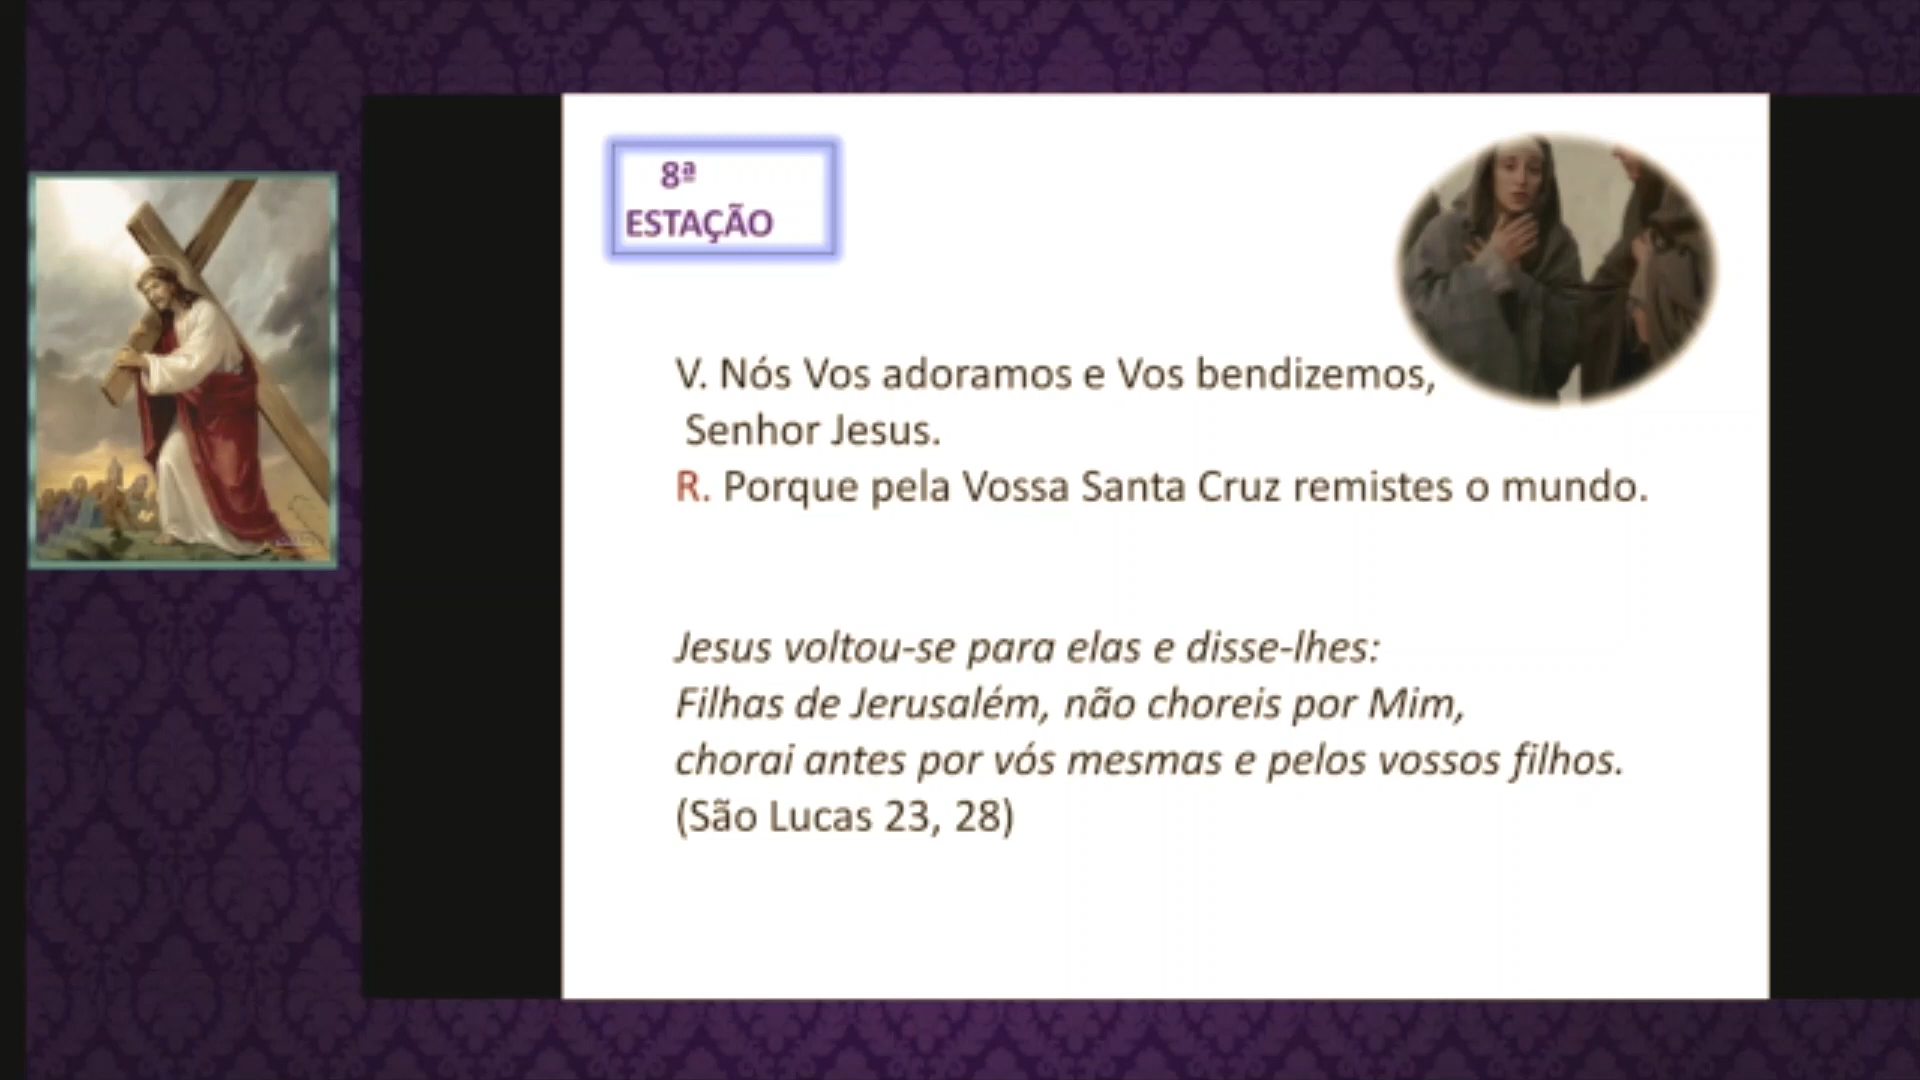 8ª
ESTAÇÃO
V. Nós Vos adoramos e Vos bendizemos,
Senhor Jesus.
R. Porque pela Vossa Santa Cruz remistes o mundo.
Jesus voltou-se para elas e disse-lhes:
Filhas de Jerusalém, não choreis por Mim,
chorai antes por vós mesmas e pelos vossos filhos.
(São Lucas 23, 28)